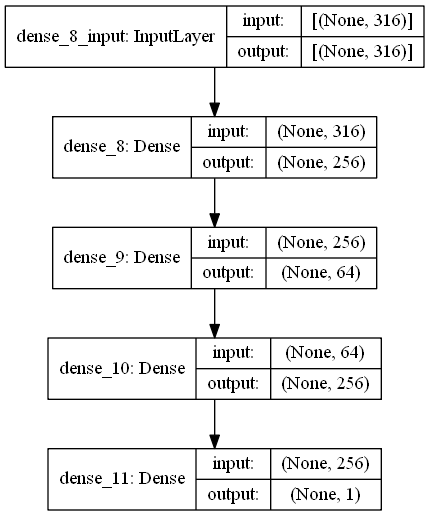 dense_8_input: InputLayer
input: [(None, 316)]
output: [(None, 316)]
dense_8: Dense
input: (None, 316)
output: (None, 256)
dense_9: Dense
input: (None, 256)
output: (None, 64)
dense_10: Dense
input: (None, 64)
output: (None, 256)
dense_11: Dense
input: (None, 256)
output: (None, 1)